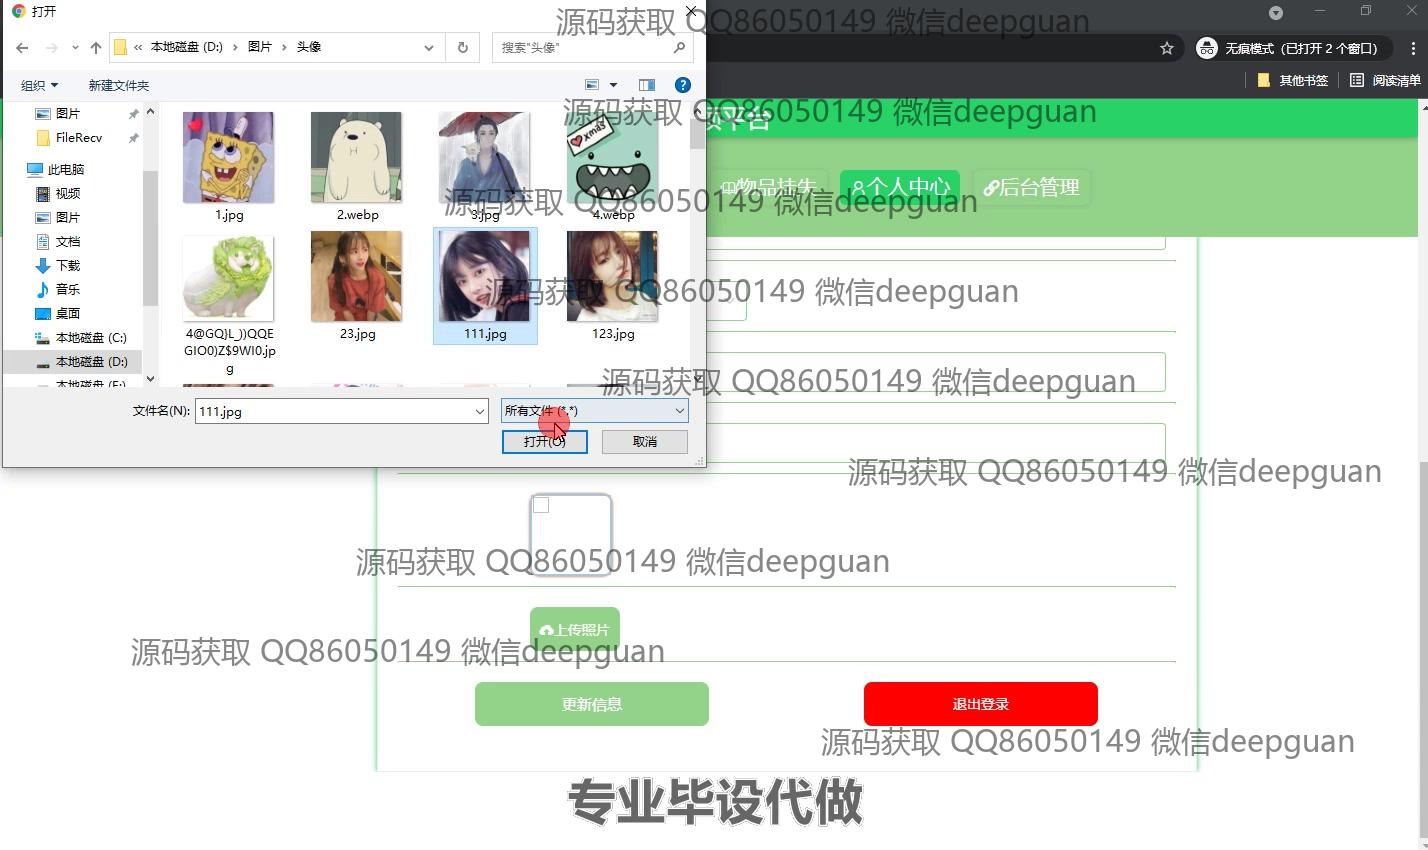 打开
源码获取 QQ86050149 微信deepguan
本地磁盘 (D:)
图片
头像
搜索"头像"
无痕模式（已打开 2 个窗口）
组织
新建文件夹
其他书签
阅读清单
图片
FileRecv
此电脑
视频
图片
文档
下载
音乐
桌面
本地磁盘 (C:)
本地磁盘 (D:)
1.jpg
2.webp
3.jpg
4.webp
4@GQ}L_))QQE
GIO0)Z$9WI0.jp
g
23.jpg
111.jpg
123.jpg
xmas
源码获取 QQ86050149 微信deepguan
平台
物品挂失
个人中心
后台管理
源码获取 QQ86050149 微信deepguan
源码获取 QQ86050149 微信deepguan
文件名(N):
111.jpg
所有文件 (*.*)
打开(O)
取消
源码获取 QQ86050149 微信deepguan
源码获取 QQ86050149 微信deepguan
源码获取 QQ86050149 微信deepguan
上传照片
源码获取 QQ86050149 微信deepguan
更新信息
退出登录
源码获取 QQ86050149 微信deepguan
专业毕设代做